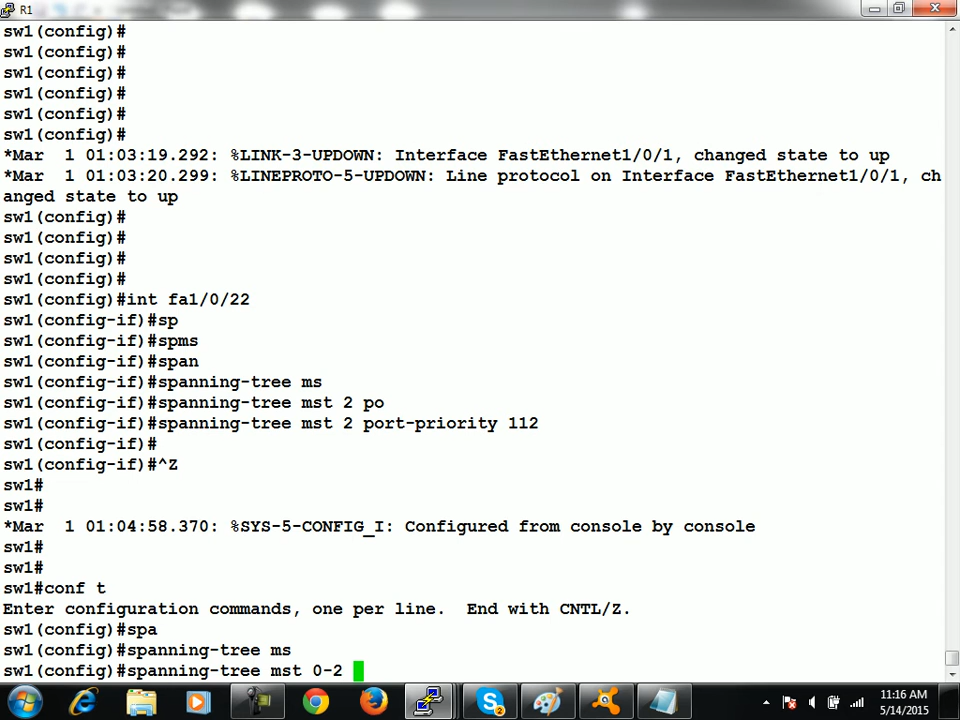 R1
sw1(config)#
sw1(config)#
sw1(config)#
sw1(config)#
sw1(config)#
sw1(config)#
*Mar  1 01:03:19.292: %LINK-3-UPDOWN: Interface FastEthernet1/0/1, changed state to up
*Mar  1 01:03:20.299: %LINEPROTO-5-UPDOWN: Line protocol on Interface FastEthernet1/0/1, ch
anged state to up
sw1(config)#
sw1(config)#
sw1(config)#
sw1(config)#
sw1(config)#int fa1/0/22
sw1(config-if)#sp
sw1(config-if)#spms
sw1(config-if)#span
sw1(config-if)#spanning-tree ms
sw1(config-if)#spanning-tree mst 2 po
sw1(config-if)#spanning-tree mst 2 port-priority 112
sw1(config-if)#
sw1(config-if)#^Z
sw1#
sw1#
*Mar  1 01:04:58.370: %SYS-5-CONFIG_I: Configured from console by console
sw1#
sw1#
sw1#conf t
Enter configuration commands, one per line.  End with CNTL/Z.
sw1(config)#spa
sw1(config)#spanning-tree ms
sw1(config)#spanning-tree mst 0-2
11:16 AM
5/14/2015